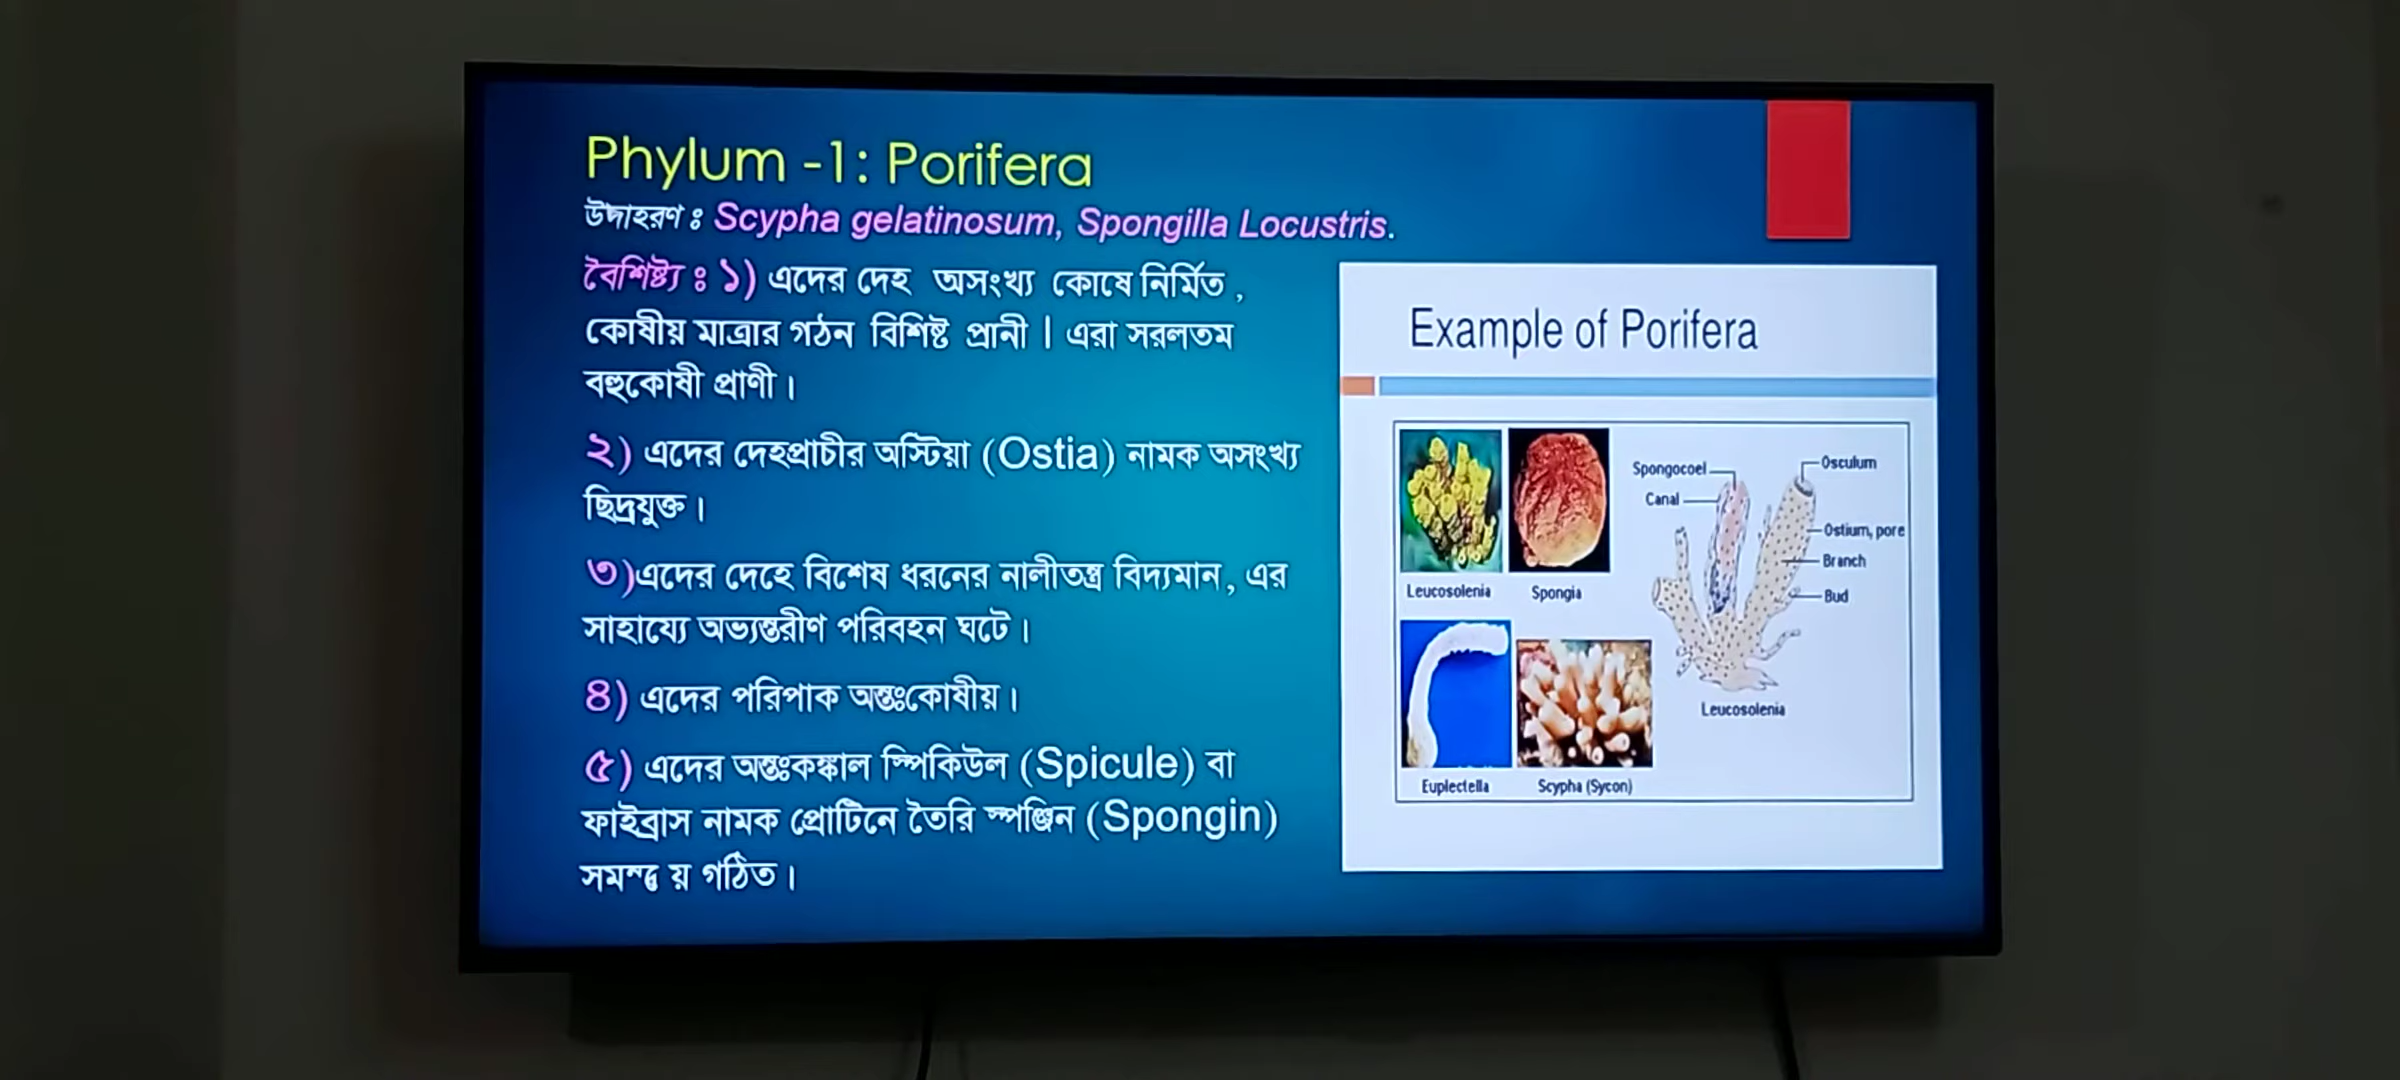 Phylum -1: Porifera
উদাহরণ ঃ Scypha gelatinosum, Spongilla Locustris.
বৈশিষ্ট্য ঃ ১) এদের দেহ অসংখ্য কোষে নির্মিত ,
কোষীয় মাত্রার গঠন বিশিষ্ট প্রানী | এরা সরলতম
বহুকোষী প্রাণী।
২) এদের দেহপ্রাচীর অস্টিয়া (Ostia) নামক অসংখ্য
ছিদ্রযুক্ত।
৩)এদের দেহে বিশেষ ধরনের নালীতন্ত্র বিদ্যমান, এর
সাহায্যে অভ্যন্তরীণ পরিবহন ঘটে।
৪) এদের পরিপাক অন্তঃকোষীয়।
৫) এদের অন্তঃকঙ্কাল স্পিকিউল (Spicule) বা
ফাইব্রাস নামক প্রোটিনে তৈরি স্পঞ্জিন (Spongin)
সমন্ব য় গঠিত।
Example of Porifera
Leucosolenia
Spongia
Euplectella
Scypha (Sycon)
Spongocoel
Canal
Osculum
Ostium, pore
Branch
Bud
Leucosolenia